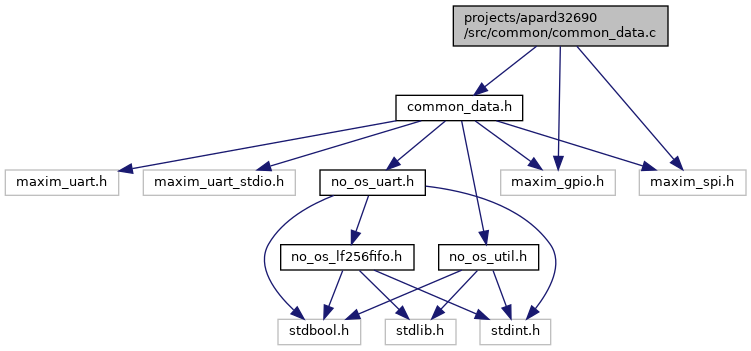 projects/apard32690
/src/common/common_data.c
common_data.h
maxim_uart.h
maxim_uart_stdio.h
no_os_uart.h
maxim_gpio.h
maxim_spi.h
no_os_lf256fifo.h
no_os_util.h
stdbool.h
stdlib.h
stdint.h